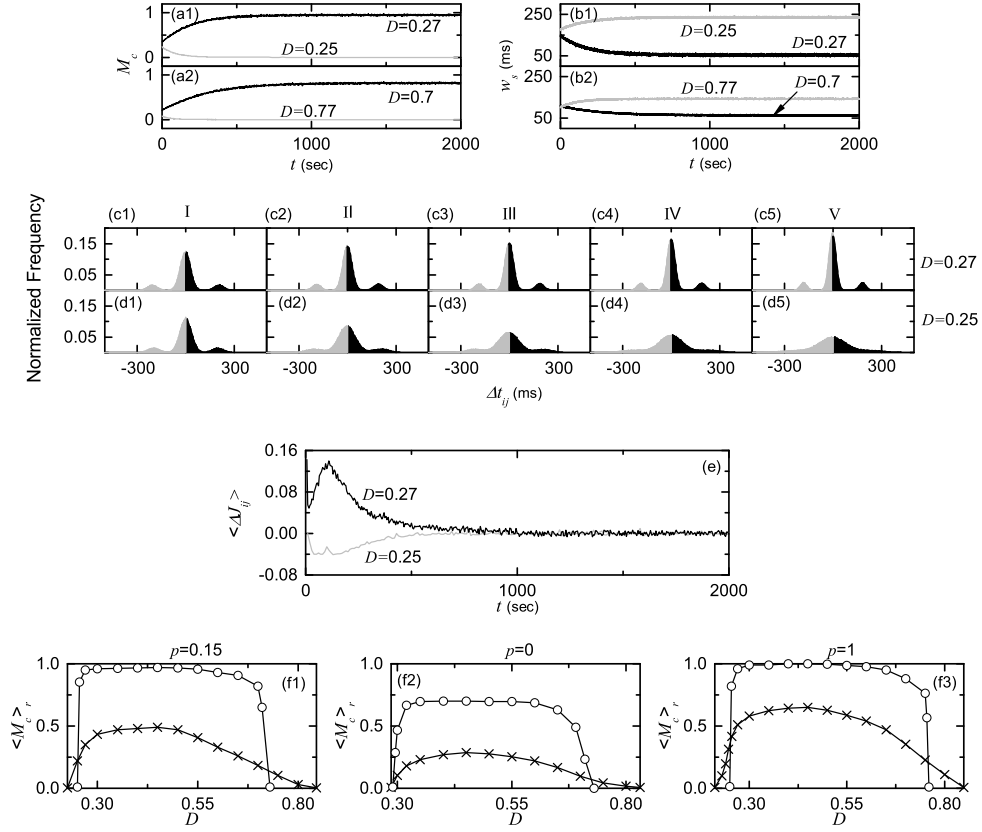 (a1)
1
0
D=0.27
D=0.25
M_c
(a2)
1
0
D=0.7
D=0.77
0 1000 2000
t (sec)
(b1)
250
50
D=0.25
D=0.27
w_s (ms)
(b2)
250
50
D=0.77
D=0.7
0 1000 2000
t (sec)
Normalized Frequency
(c1) I (c2) II (c3) III (c4) IV (c5) V
0.15
0.05
D=0.27
(d1) (d2) (d3) (d4) (d5)
0.15
0.05
D=0.25
-300 300 -300 300 -300 300 -300 300 -300 300
Δt_ij (ms)
(e)
0.16
0.08
0.00
-0.08
<ΔJ_ij>
D=0.27
D=0.25
0 1000 2000
t (sec)
p=0.15
(f1)
1.0
0.5
0.0
<M_c>_r
0.30 0.55 0.80
D
p=0
(f2)
1.0
0.5
0.0
<M_c>_r
0.30 0.55 0.80
D
p=1
(f3)
1.0
0.5
0.0
<M_c>_r
0.30 0.55 0.80
D